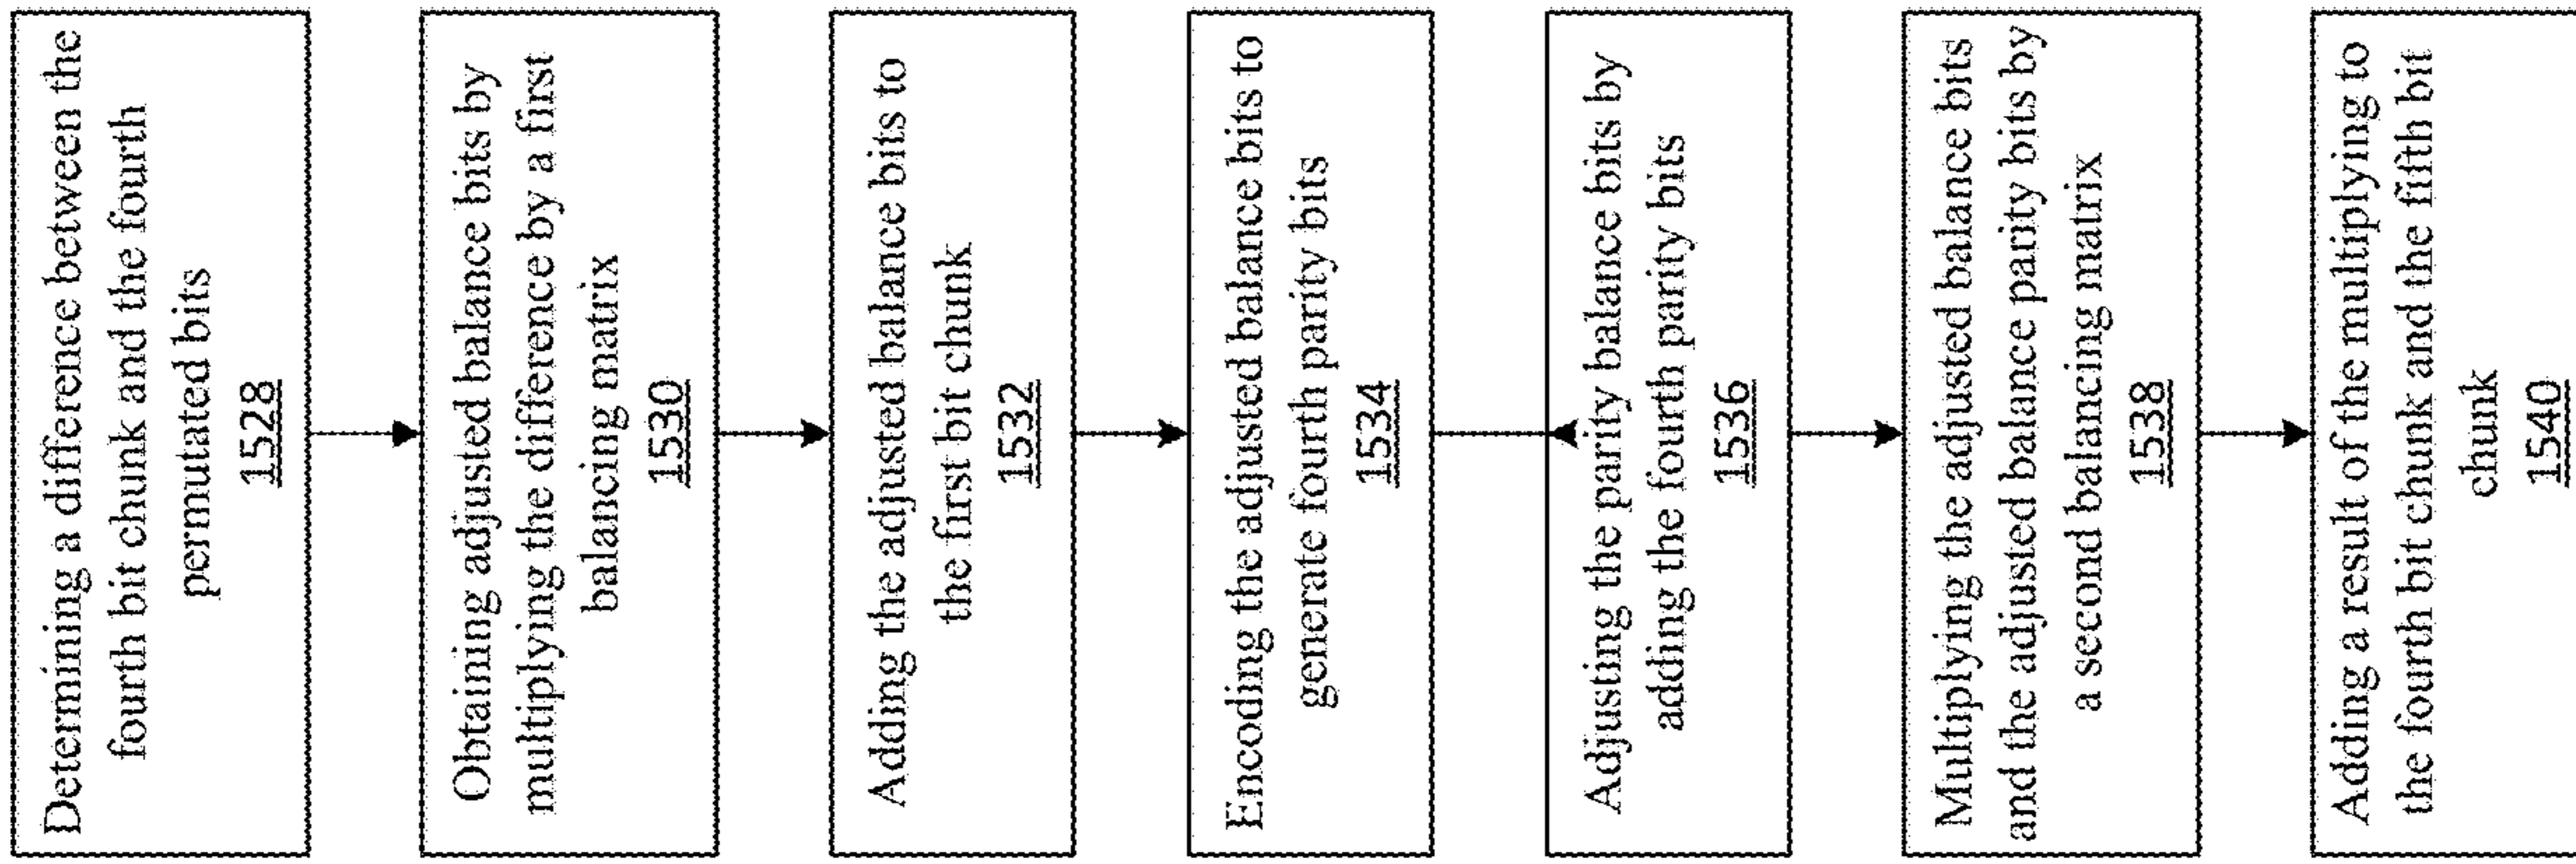 Determining a difference between the
fourth bit chunk and the fourth
permutated bits
1528
Obtaining adjusted balance bits by
multiplying the difference by a first
balancing matrix
1530
Adding the adjusted balance bits to
the first bit chunk
1532
Encoding the adjusted balance bits to
generate fourth parity bits
1534
Adjusting the parity balance bits by
adding the fourth parity bits
1536
Multiplying the adjusted balance bits
and the adjusted balance parity bits by
a second balancing matrix
1538
Adding a result of the multiplying to
the fourth bit chunk and the fifth bit
chunk
1540